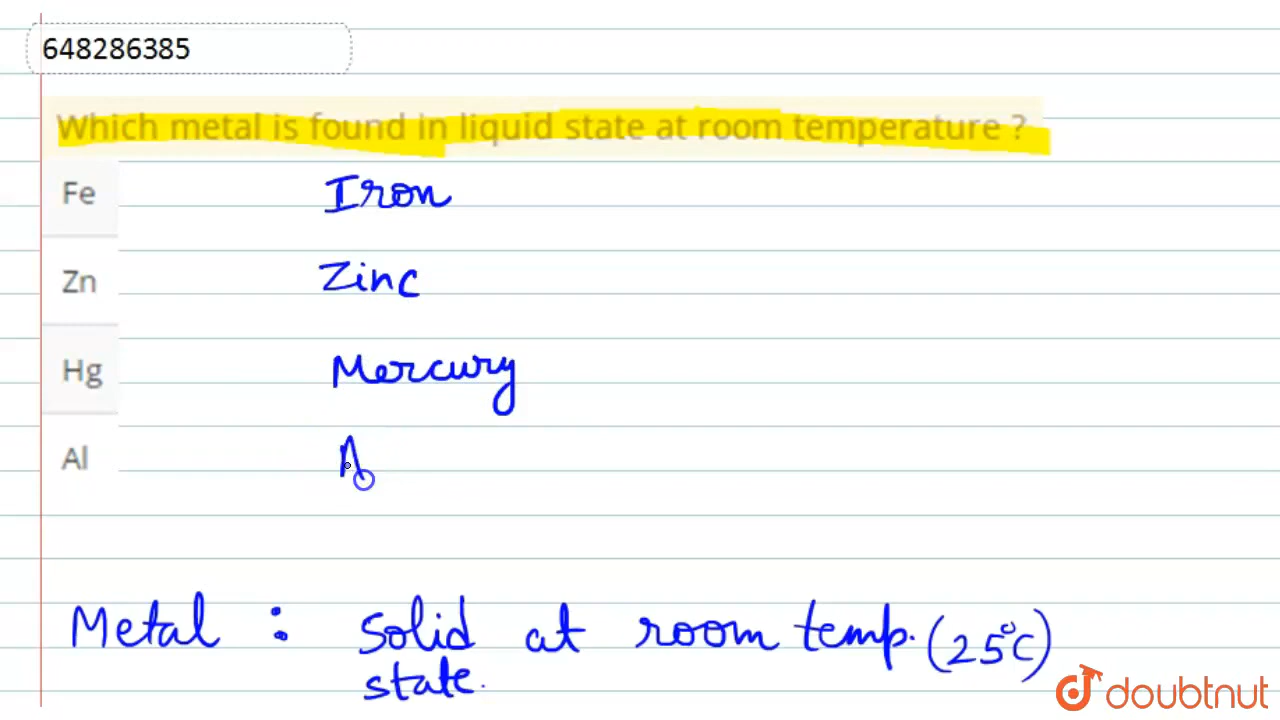 648286385
Which metal is found in liquid state at room temperature ?
Fe Iron
Zn Zinc
Hg Mercury
Al A
Metal : Solid at room temp. (25°C)
state.
doubtnut